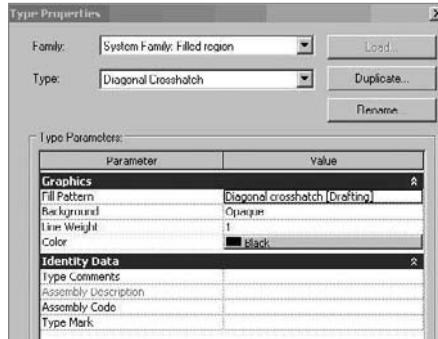 Type Properties
Family: System Family: Filled region Load...
Type: Diagonal Crosshatch Duplicate...
Rename...
Type Parameters:
Parameter Value
Graphics
Fill Pattern Diagonal crosshatch [Drafting]
Background Opaque
Line Weight 1
Color Black
Identity Data
Type Comments
Assembly Description
Assembly Code
Type Mark